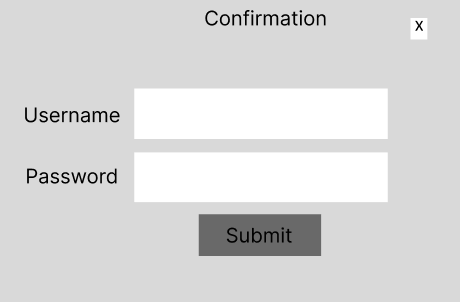 Confirmation
x
Username
Password
Submit